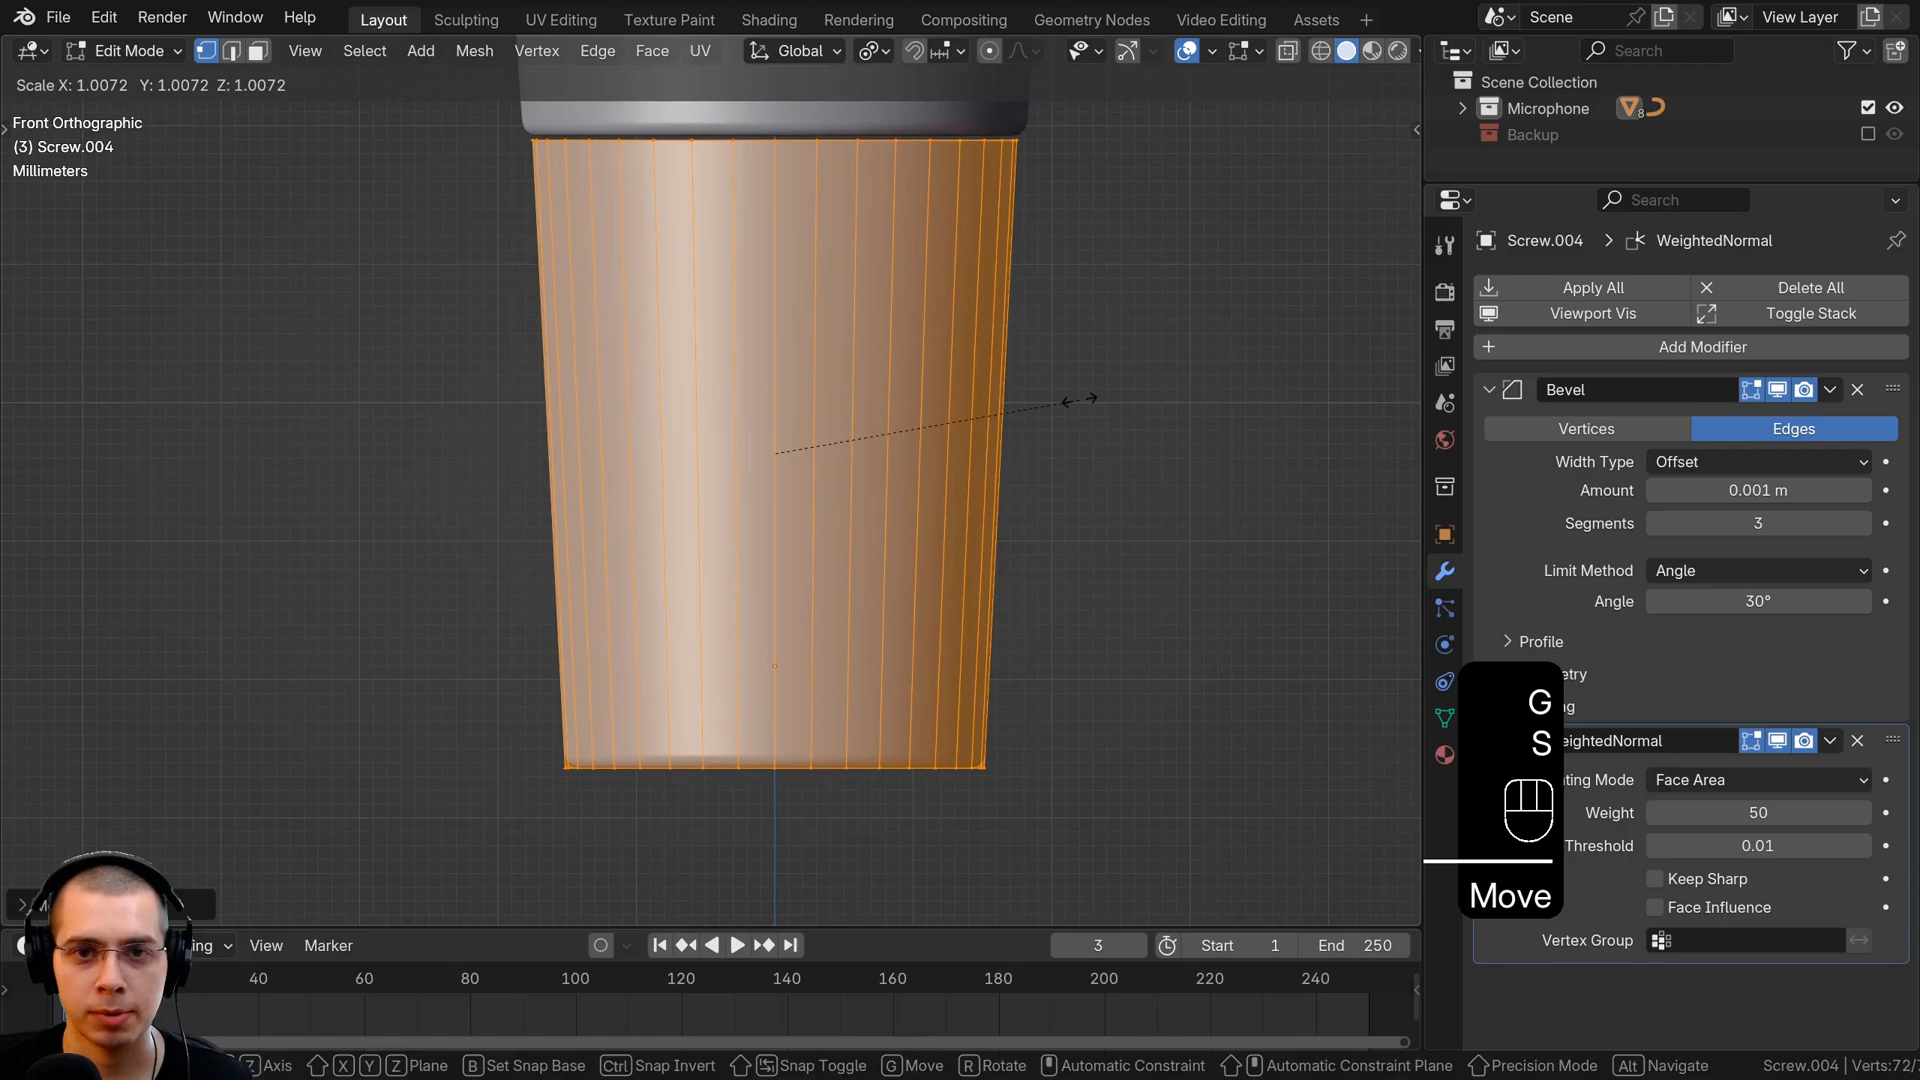 File Edit Render Window Help Layout Sculpting UV Editing Texture Paint Shading Rendering Compositing Geometry Nodes Video Editing Assets + Scene View Layer
Edit Mode View Select Add Mesh Vertex Edge Face UV Global Search
Scale X: 1.0072 Y: 1.0072 Z: 1.0072
Front Orthographic
(3) Screw.004
Millimeters
Scene Collection
Microphone 8
Backup
Search
Screw.004 > WeightedNormal
Apply All Delete All
Viewport Vis Toggle Stack
+ Add Modifier
Bevel
Vertices Edges
Width Type Offset
Amount 0.001 m
Segments 3
Limit Method Angle
Angle 30°
Profile
etry
ng
eightedNormal
ting Mode Face Area
Weight 50
Threshold 0.01
Keep Sharp
Face Influence
Vertex Group
G
S
Move
ing View Marker 3 Start 1 End 250
40 60 80 100 120 140 160 180 200 220 240
Z Axis X Y Z Plane B Set Snap Base Ctrl Snap Invert Snap Toggle G Move R Rotate Automatic Constraint Automatic Constraint Plane Precision Mode Alt Navigate Screw.004 | Verts:72/